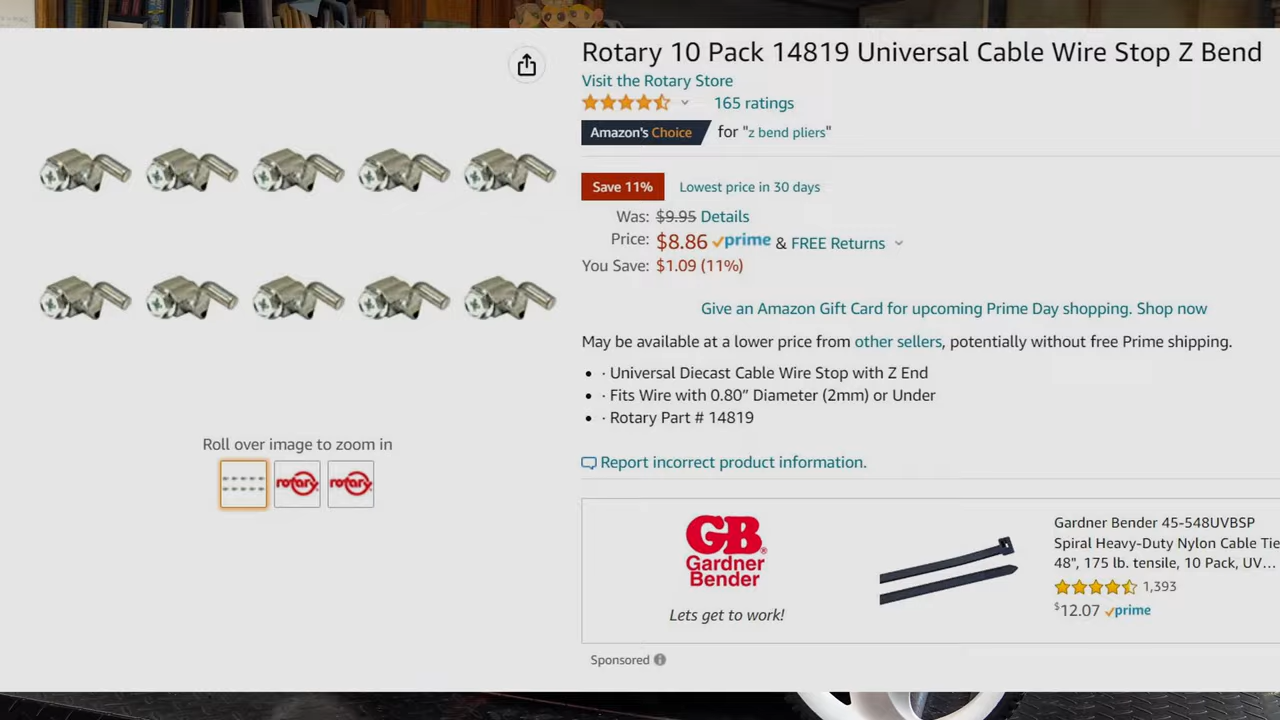 Rotary 10 Pack 14819 Universal Cable Wire Stop Z Bend
Visit the Rotary Store
165 ratings
Amazon's Choice for "z bend pliers"
Save 11% Lowest price in 30 days
Was: $9.95 Details
Price: $8.86 prime & FREE Returns
You Save: $1.09 (11%)
Give an Amazon Gift Card for upcoming Prime Day shopping. Shop now
May be available at a lower price from other sellers, potentially without free Prime shipping.
• · Universal Diecast Cable Wire Stop with Z End
• · Fits Wire with 0.80” Diameter (2mm) or Under
• · Rotary Part # 14819
Roll over image to zoom in
rotary rotary
Report incorrect product information.
GB
Gardner
Bender
Lets get to work!
Gardner Bender 45-548UVBSP
Spiral Heavy-Duty Nylon Cable Tie
48", 175 lb. tensile, 10 Pack, UV…
1,393
$12.07 prime
Sponsored